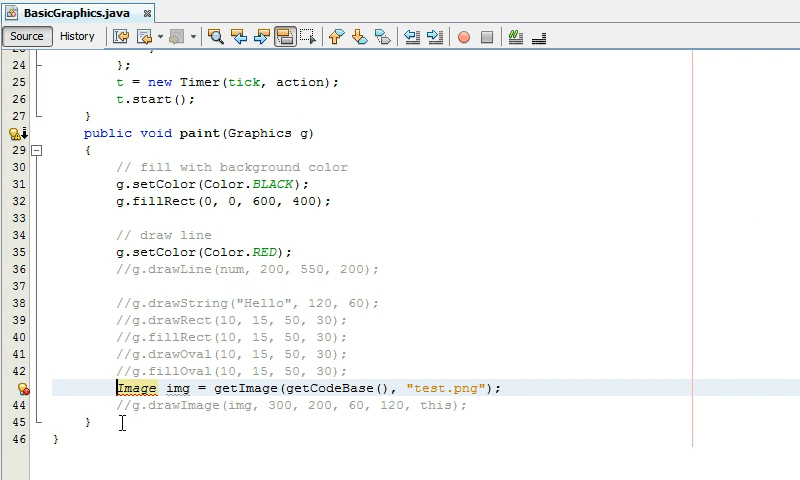 BasicGraphics.java
Source History
24 };
25 t = new Timer(tick, action);
26 t.start();
27 }
public void paint(Graphics g)
29 {
30 // fill with background color
31 g.setColor(Color.BLACK);
32 g.fillRect(0, 0, 600, 400);
33
34 // draw line
35 g.setColor(Color.RED);
36 //g.drawLine(num, 200, 550, 200);
37
38 //g.drawString("Hello", 120, 60);
39 //g.drawRect(10, 15, 50, 30);
40 //g.fillRect(10, 15, 50, 30);
41 //g.drawOval(10, 15, 50, 30);
42 //g.fillOval(10, 15, 50, 30);
Image img = getImage(getCodeBase(), "test.png");
44 //g.drawImage(img, 300, 200, 60, 120, this);
45 }
46 }